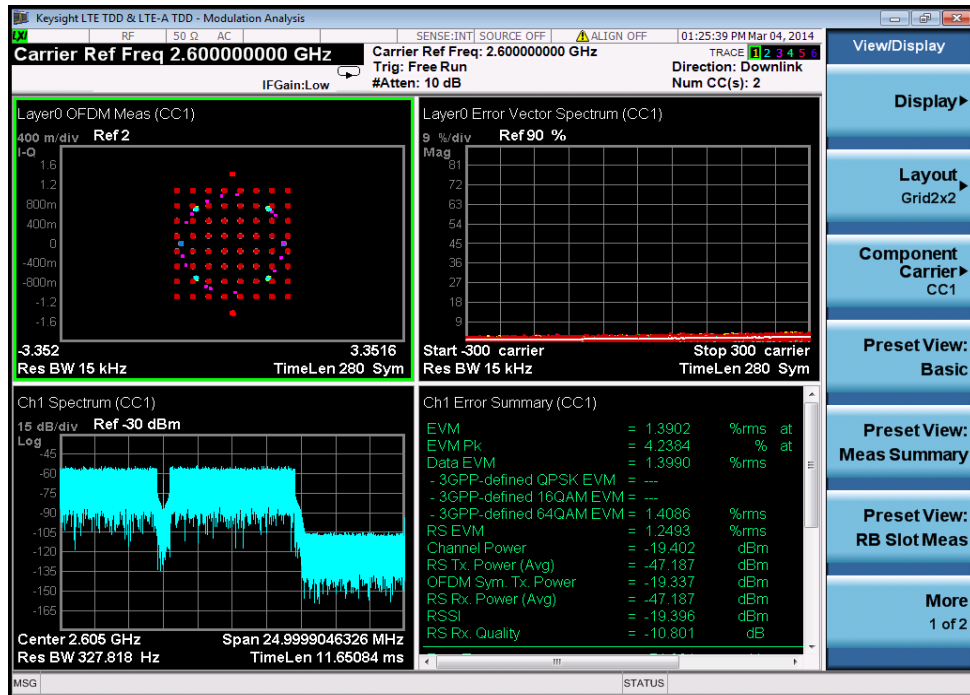 Keysight LTE TDD & LTE-A TDD - Modulation Analysis
LXI RF 50 Ω AC SENSE:INT SOURCE OFF ALIGN OFF 01:25:39 PM Mar 04, 2014
Carrier Ref Freq 2.600000000 GHz
IFGain:Low
Carrier Ref Freq: 2.600000000 GHz
Trig: Free Run
#Atten: 10 dB
TRACE 1 2 3 4 5 6
Direction: Downlink
Num CC(s): 2
Layer0 OFDM Meas (CC1)
400 m/div Ref 2
I-Q
1.6
1.2
800m
400m
0
-400m
-800m
-1.2
-1.6
-3.352 3.3516
Res BW 15 kHz TimeLen 280 Sym
Layer0 Error Vector Spectrum (CC1)
9 %/div Ref 90 %
Mag
81
72
63
54
45
36
27
18
9
Start -300 carrier Stop 300 carrier
Res BW 15 kHz TimeLen 280 Sym
Ch1 Spectrum (CC1)
15 dB/div Ref -30 dBm
Log
-45
-60
-75
-90
-105
-120
-135
-150
-165
Center 2.605 GHz Span 24.9999046326 MHz
Res BW 327.818 Hz TimeLen 11.65084 ms
Ch1 Error Summary (CC1)
EVM = 1.3902 %rms at
EVM Pk = 4.2384 % at
Data EVM = 1.3990 %rms
- 3GPP-defined QPSK EVM = ---
- 3GPP-defined 16QAM EVM = ---
- 3GPP-defined 64QAM EVM = 1.4086 %rms
RS EVM = 1.2493 %rms
Channel Power = -19.402 dBm
RS Tx. Power (Avg) = -47.187 dBm
OFDM Sym. Tx. Power = -19.337 dBm
RS Rx. Power (Avg) = -47.187 dBm
RSSI = -19.396 dBm
RS Rx. Quality = -10.801 dB
View/Display
Display
Layout
Grid2x2
Component
Carrier
CC1
Preset View:
Basic
Preset View:
Meas Summary
Preset View:
RB Slot Meas
More
1 of 2
MSG STATUS